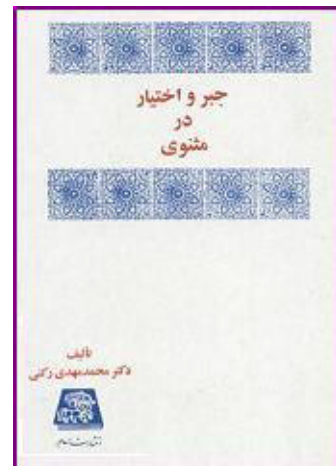 جبر و اختیار
در
مثنوی
تألیف
دکتر محمدمهدی رکنی